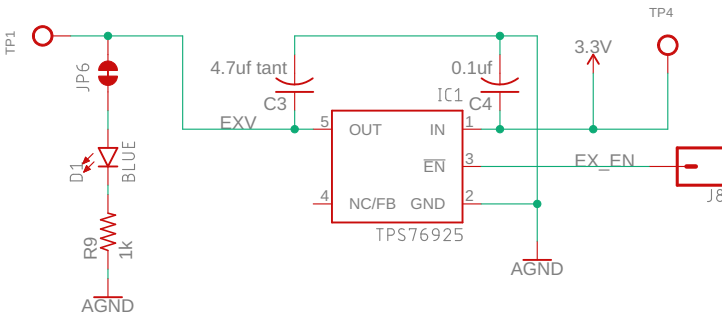 TP4
TP1
3.3V
JP6
4.7uf tant
0.1uf
IC1
C3
C4
EXV
5
OUT
IN
1
D1
BLUE
EN
3
EX_EN
4
NC/FB
GND
2
J8
TPS76925
R9
1k
AGND
AGND